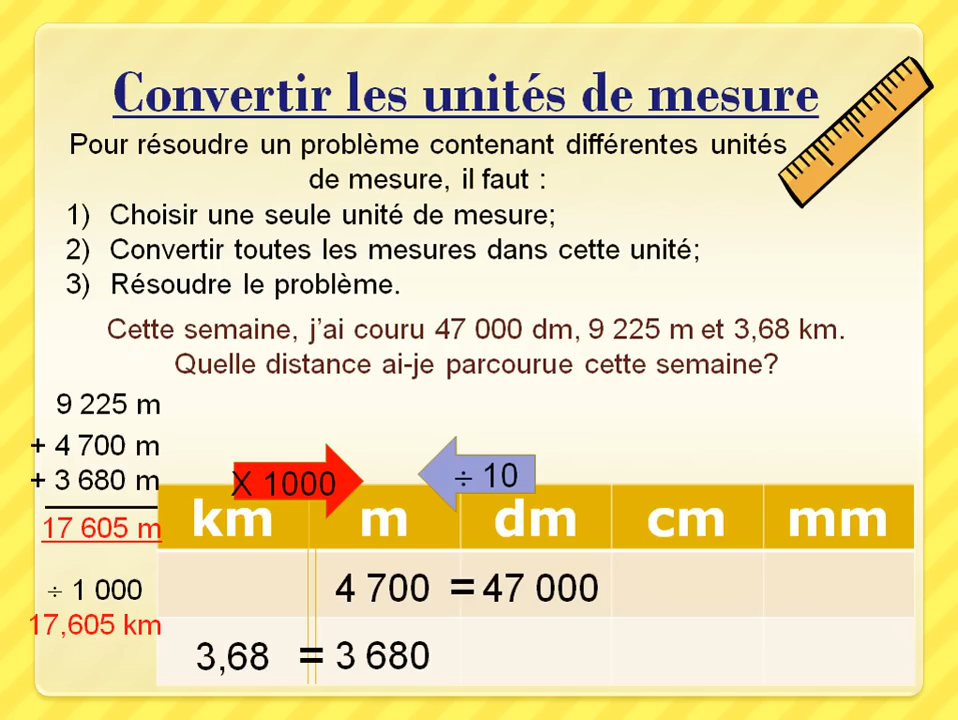 Convertir les unités de mesure
Pour résoudre un problème contenant différentes unités
de mesure, il faut :
1) Choisir une seule unité de mesure;
2) Convertir toutes les mesures dans cette unité;
3) Résoudre le problème.
Cette semaine, j'ai couru 47 000 dm, 9 225 m et 3,68 km.
Quelle distance ai-je parcourue cette semaine?
9 225 m
+ 4 700 m
+ 3 680 m
17 605 m
÷ 1 000
17,605 km
X 1000 ÷ 10
km m dm cm mm
4 700 = 47 000
3,68 = 3 680